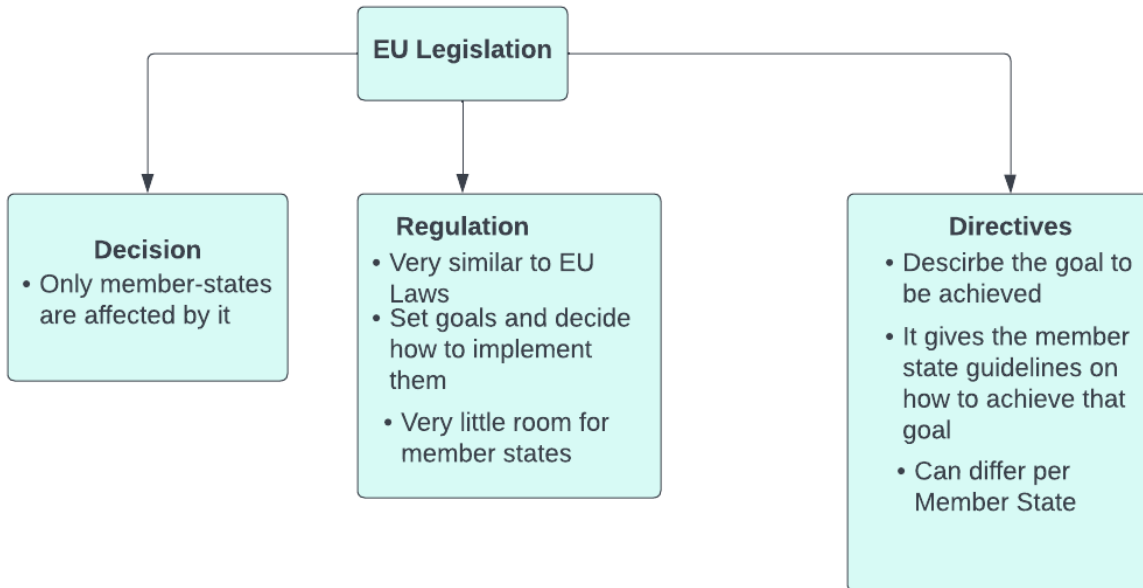 EU Legislation
Decision
• Only member-states
are affected by it
Regulation
• Very similar to EU
Laws
• Set goals and decide
how to implement
them
• Very little room for
member states
Directives
• Descirbe the goal to
be achieved
• It gives the member
state guidelines on
how to achieve that
goal
• Can differ per
Member State